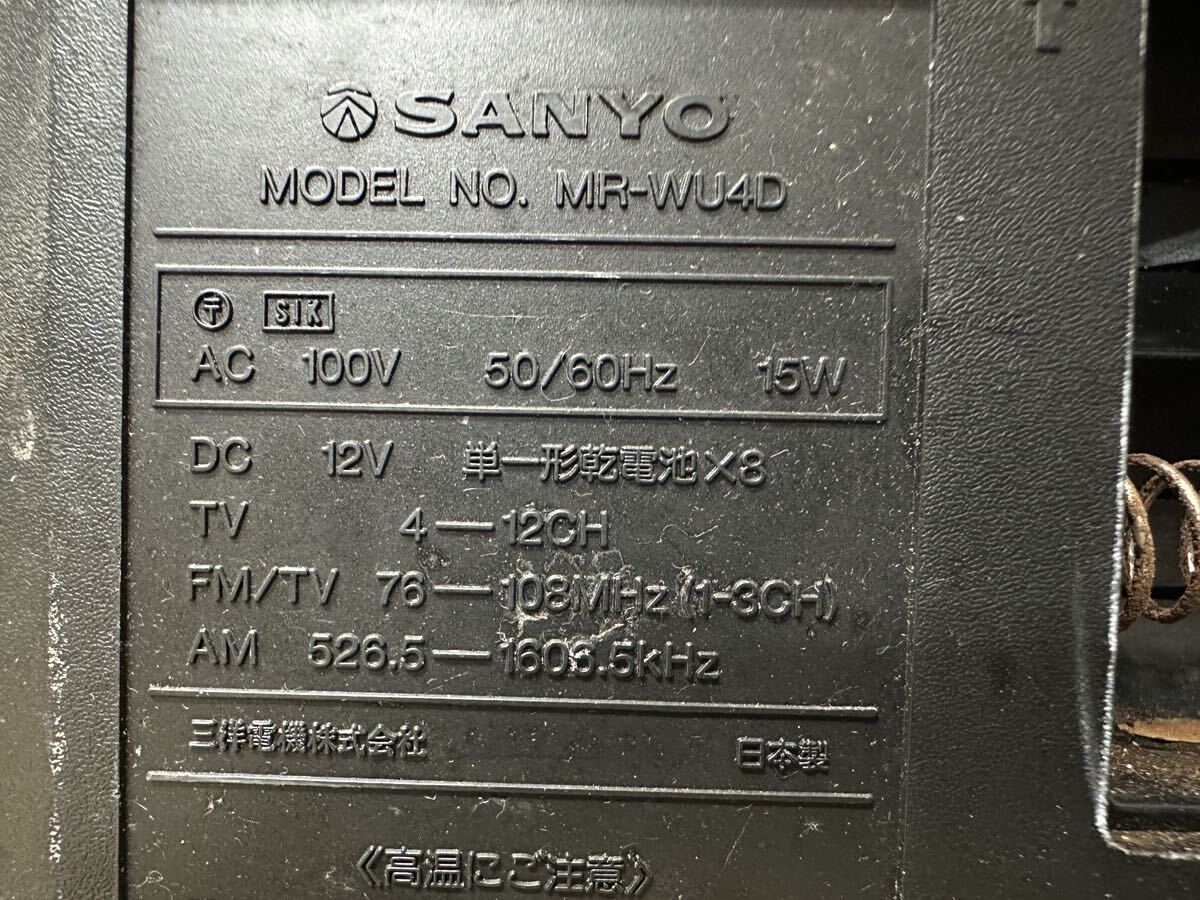 SANYO
MODEL NO. MR-WU4D
〒 SIK
AC 100V 50/60Hz 15W
DC 12V 単一形乾電池×8
TV 4—12CH
FM/TV 76—108MHz (1-3CH)
AM 526.5—1606.5kHz
三洋電機株式会社 日本製
《高温にご注意》